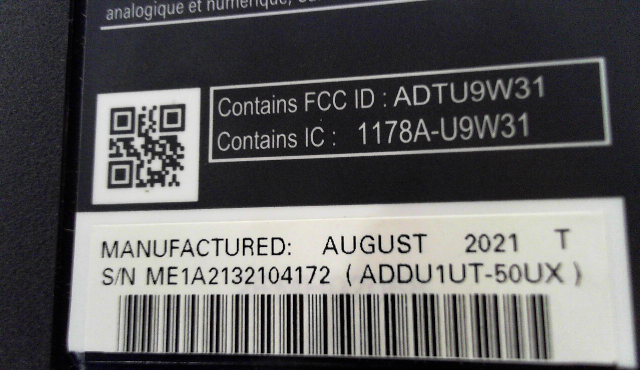 analogique et numérique,
Contains FCC ID : ADTU9W31
Contains IC : 1178A-U9W31
MANUFACTURED: AUGUST 2021 T
S/N ME1A2132104172 ( ADDU1UT-50UX )